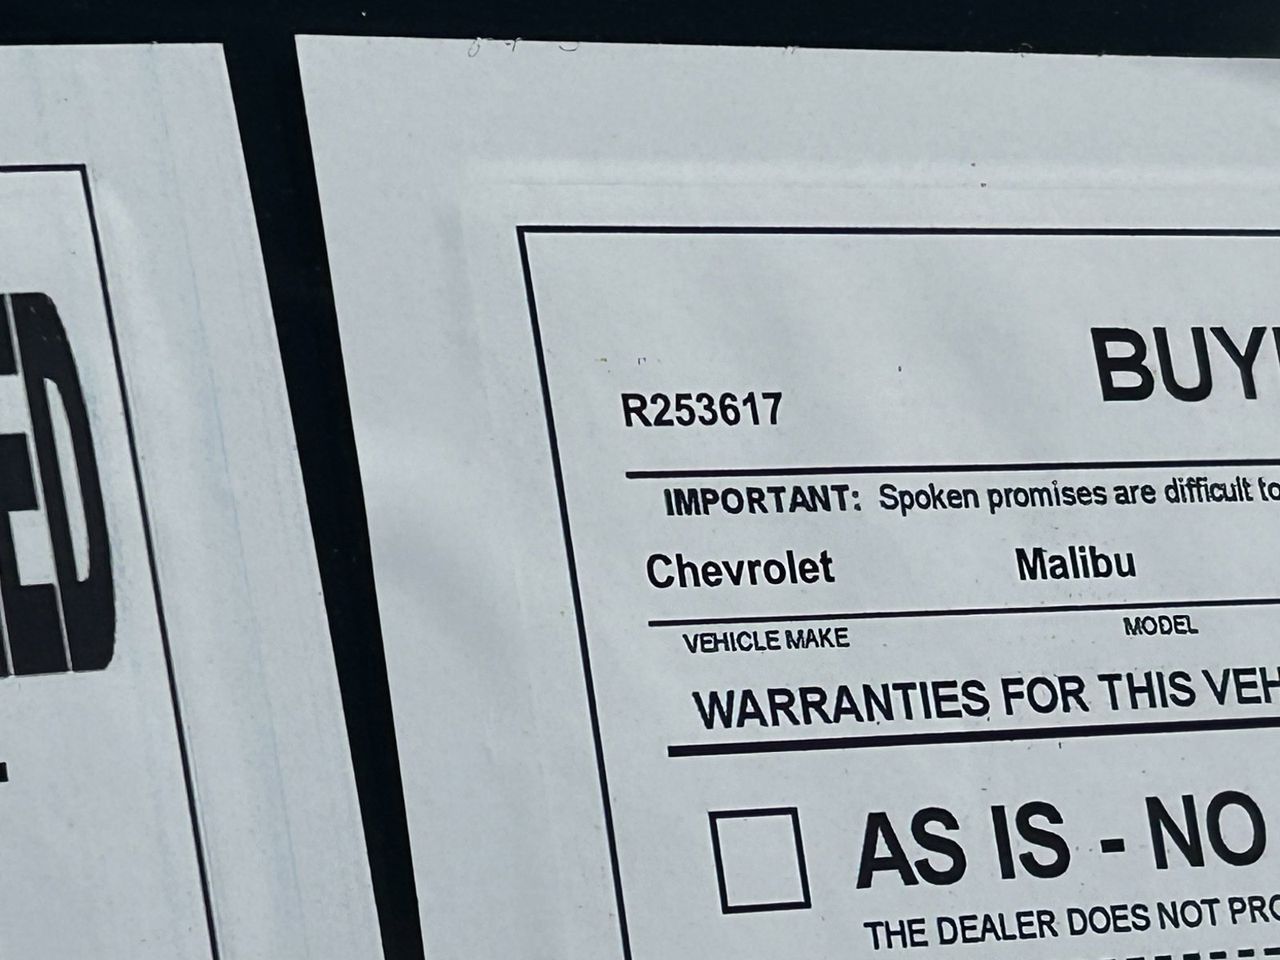 ED
BUY
R253617
IMPORTANT: Spoken promises are difficult to
Chevrolet Malibu
VEHICLE MAKE MODEL
WARRANTIES FOR THIS VEH
AS IS - NO
THE DEALER DOES NOT PRO